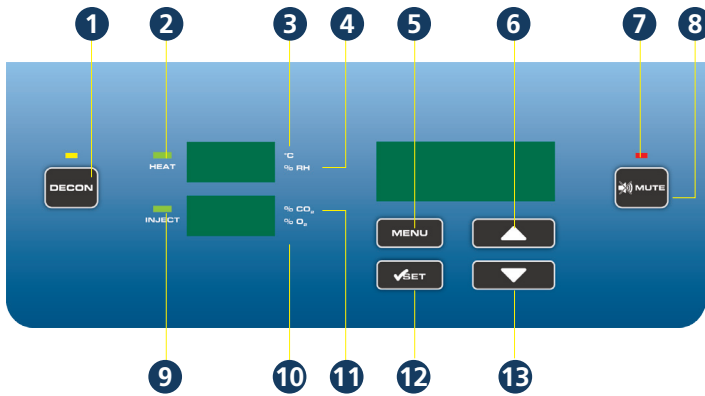 1 2 3 4 5 6 7 8
°C
HEAT % RH
DECON MUTE
% CO₂
INJECT % O₂
MENU
SET
9 10 11 12 13